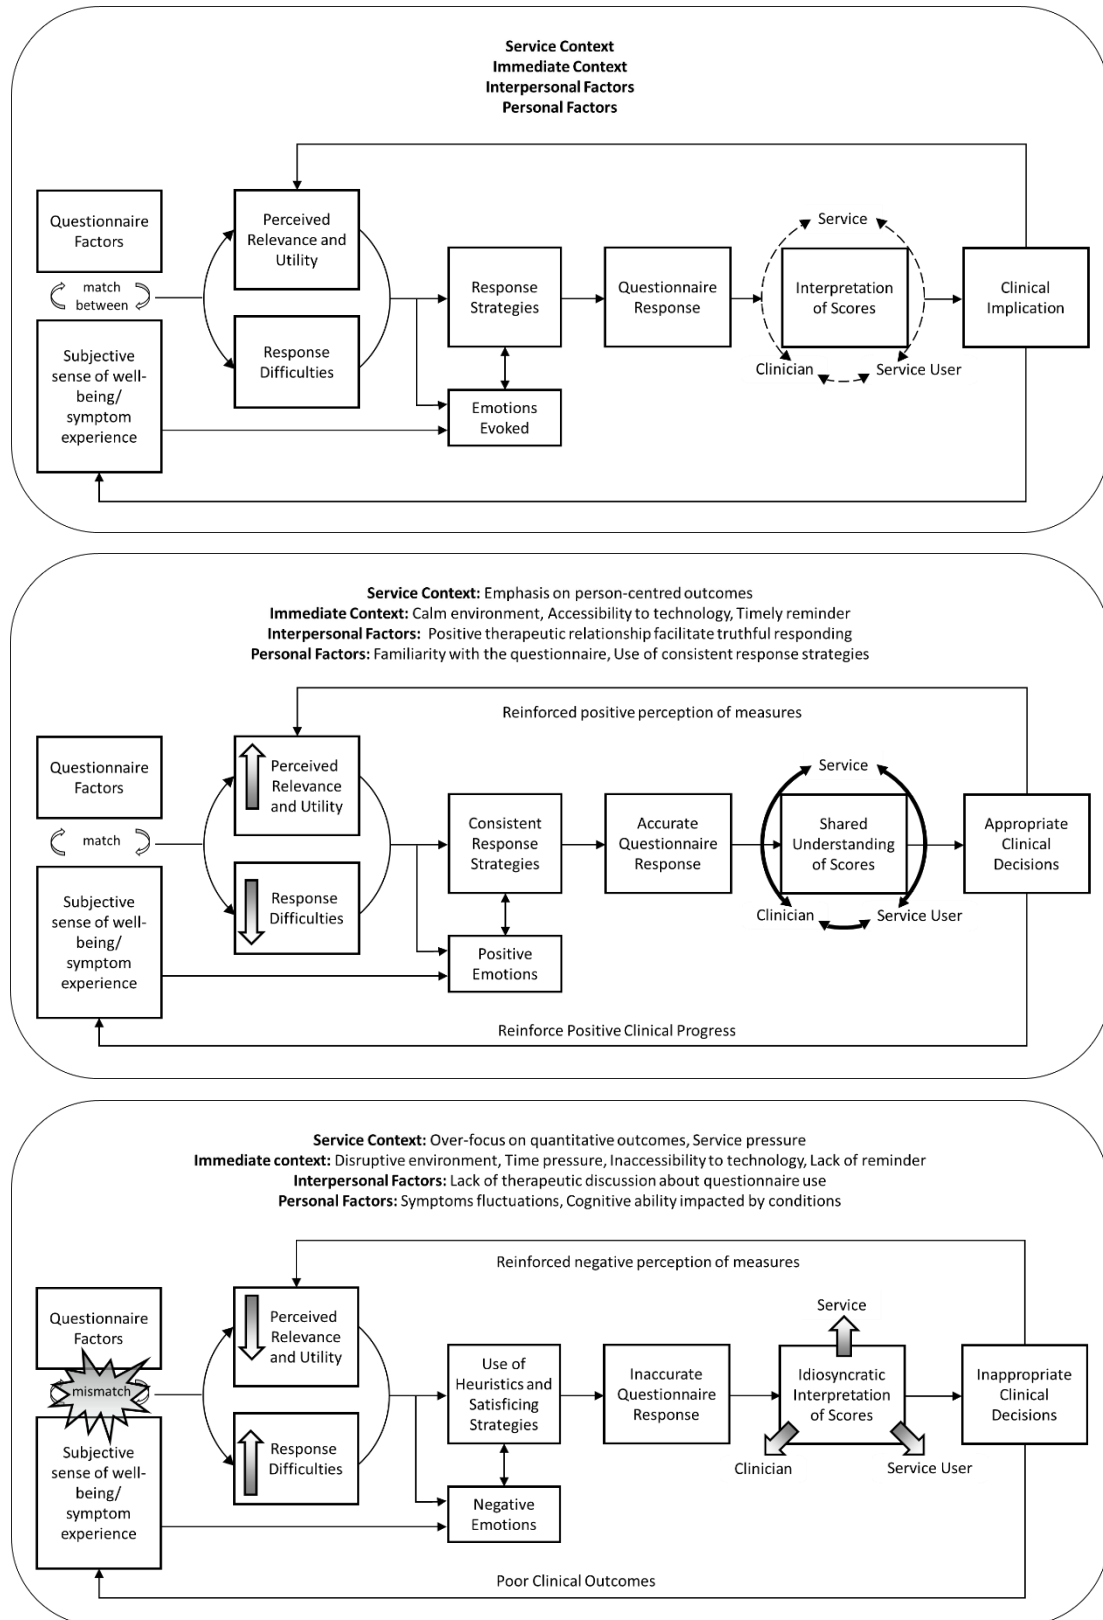 Service Context
Immediate Context
Interpersonal Factors
Personal Factors
Questionnaire
Factors
match
between
Subjective
sense of well-
being/
symptom
experience
Perceived
Relevance and
Utility
Response
Difficulties
Response
Strategies
Emotions
Evoked
Questionnaire
Response
Service
Interpretation
of Scores
Clinician
Service User
Clinical
Implication
Service Context: Emphasis on person-centred outcomes
Immediate Context: Calm environment, Accessibility to technology, Timely reminder
Interpersonal Factors: Positive therapeutic relationship facilitate truthful responding
Personal Factors: Familiarity with the questionnaire, Use of consistent response strategies
Reinforced positive perception of measures
Questionnaire
Factors
match
Subjective
sense of well-
being/
symptom
experience
Perceived
Relevance
and Utility
Response
Difficulties
Consistent
Response
Strategies
Positive
Emotions
Accurate
Questionnaire
Response
Service
Shared
Understanding
of Scores
Clinician
Service User
Appropriate
Clinical
Decisions
Reinforce Positive Clinical Progress
Service Context: Over-focus on quantitative outcomes, Service pressure
Immediate context: Disruptive environment, Time pressure, Inaccessibility to technology, Lack of reminder
Interpersonal Factors: Lack of therapeutic discussion about questionnaire use
Personal Factors: Symptoms fluctuations, Cognitive ability impacted by conditions
Reinforced negative perception of measures
Questionnaire
Factors
mismatch
Subjective
sense of well-
being/
symptom
experience
Perceived
Relevance
and Utility
Response
Difficulties
Use of
Heuristics and
Satisficing
Strategies
Negative
Emotions
Inaccurate
Questionnaire
Response
Service
Idiosyncratic
Interpretation
of Scores
Clinician
Service User
Inappropriate
Clinical
Decisions
Poor Clinical Outcomes